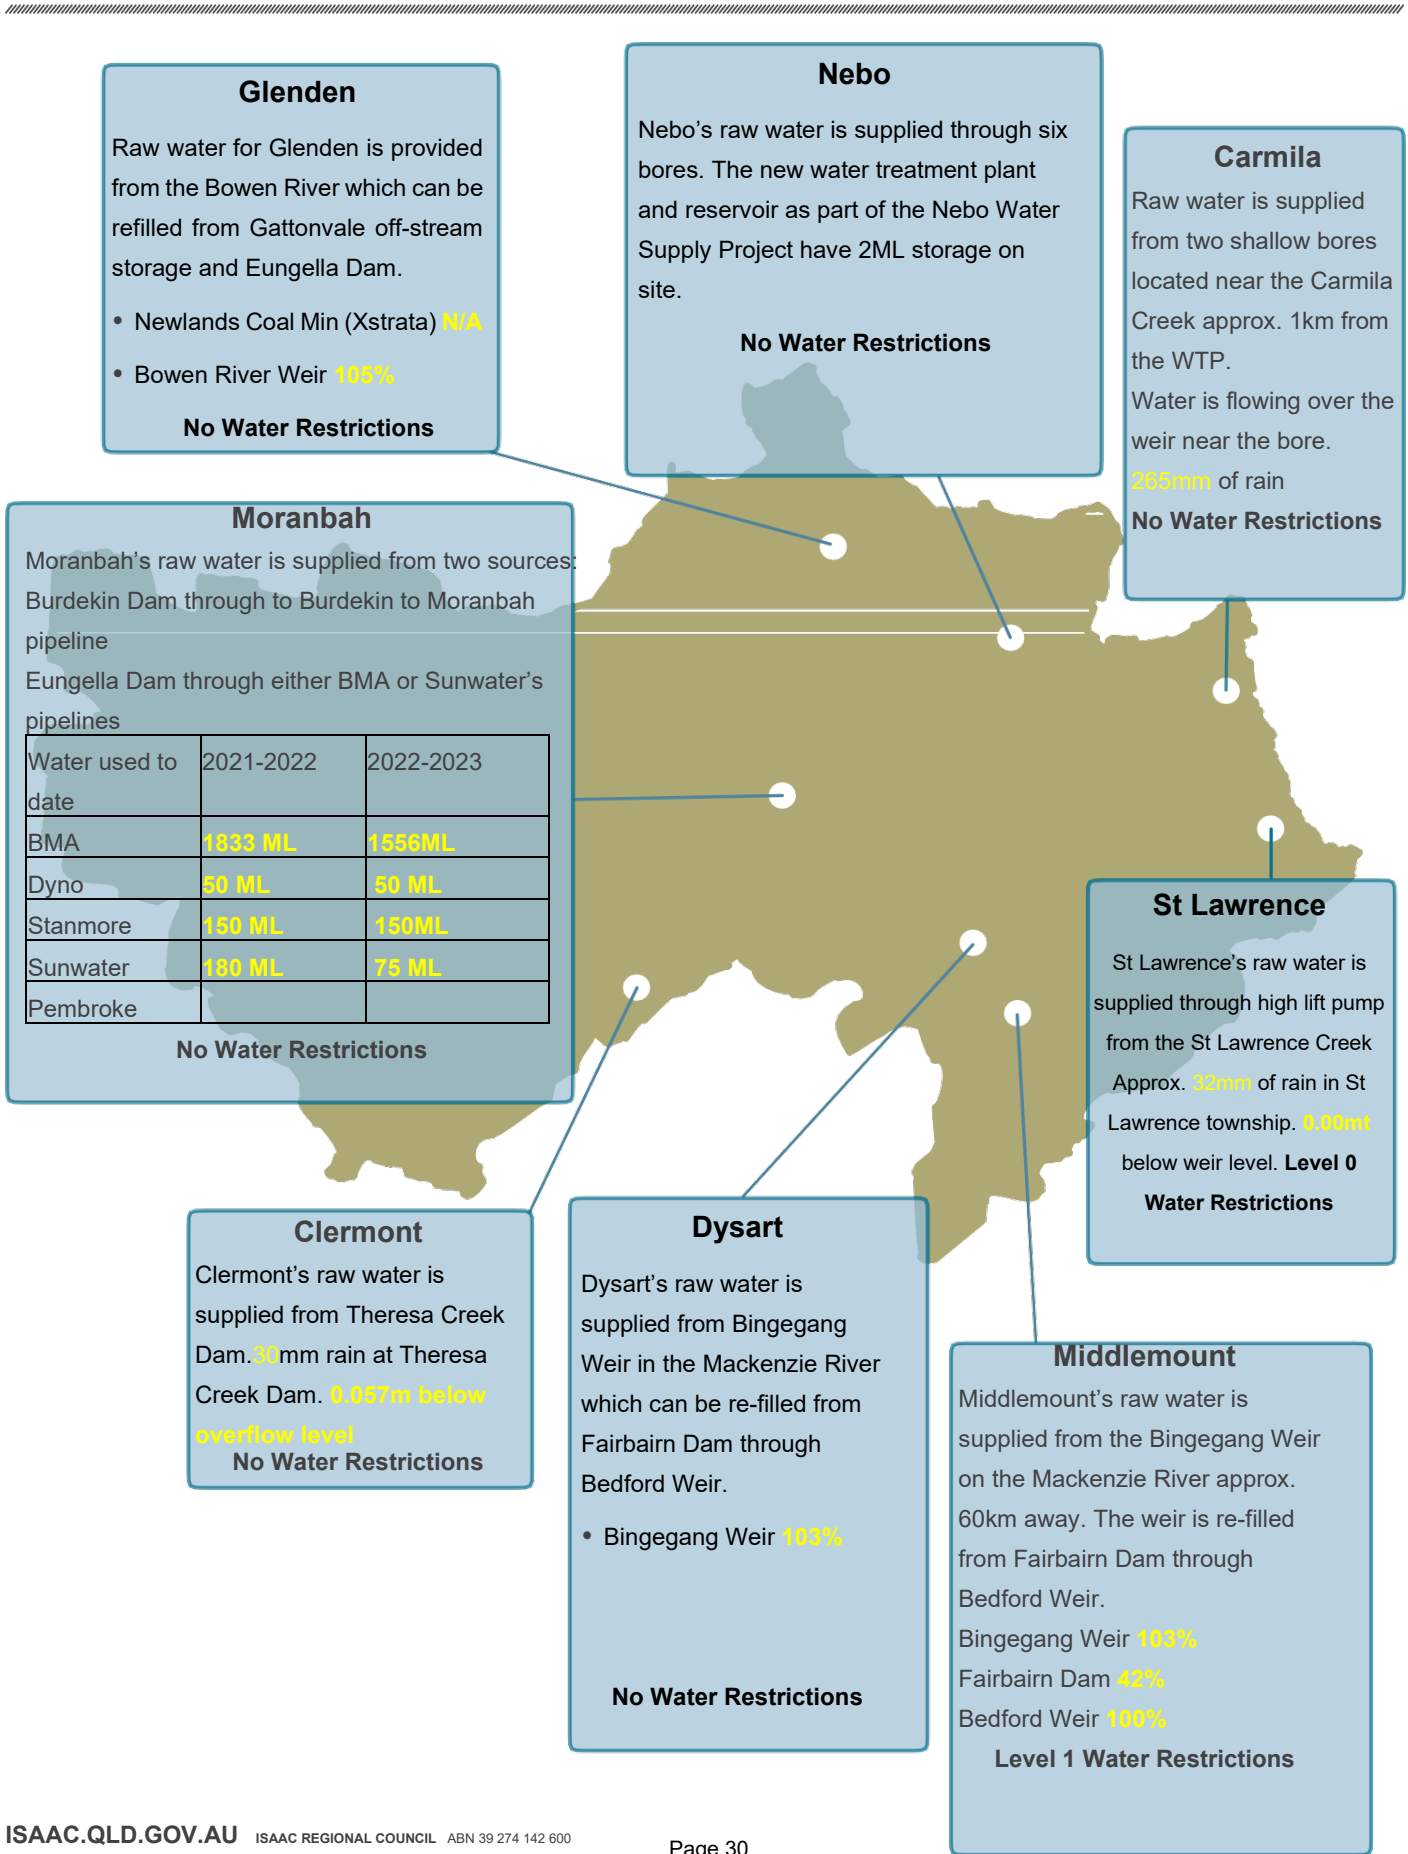 Glenden
Raw water for Glenden is provided
from the Bowen River which can be
refilled from Gattonvale off-stream
storage and Eungella Dam.
• Newlands Coal Min (Xstrata) N/A
• Bowen River Weir 105%
No Water Restrictions
Nebo
Nebo’s raw water is supplied through six
bores. The new water treatment plant
and reservoir as part of the Nebo Water
Supply Project have 2ML storage on
site.
No Water Restrictions
Carmila
Raw water is supplied
from two shallow bores
located near the Carmila
Creek approx. 1km from
the WTP.
Water is flowing over the
weir near the bore.
265mm of rain
No Water Restrictions
Moranbah
Moranbah’s raw water is supplied from two sources:
Burdekin Dam through to Burdekin to Moranbah
pipeline
Eungella Dam through either BMA or Sunwater’s
pipelines
Water used to 2021-2022 2022-2023
date
BMA 1833 ML 1556ML
Dyno 50 ML 50 ML
Stanmore 150 ML 150ML
Sunwater 180 ML 75 ML
Pembroke
No Water Restrictions
St Lawrence
St Lawrence’s raw water is
supplied through high lift pump
from the St Lawrence Creek
Approx. 32mm of rain in St
Lawrence township. 0.00mt
below weir level. Level 0
Water Restrictions
Clermont
Clermont’s raw water is
supplied from Theresa Creek
Dam.30mm rain at Theresa
Creek Dam. 0.057m below
overflow level
No Water Restrictions
Dysart
Dysart’s raw water is
supplied from Bingegang
Weir in the Mackenzie River
which can be re-filled from
Fairbairn Dam through
Bedford Weir.
• Bingegang Weir 103%
No Water Restrictions
Middlemount
Middlemount’s raw water is
supplied from the Bingegang Weir
on the Mackenzie River approx.
60km away. The weir is re-filled
from Fairbairn Dam through
Bedford Weir.
Bingegang Weir 103%
Fairbairn Dam 42%
Bedford Weir 100%
Level 1 Water Restrictions
ISAAC.QLD.GOV.AU ISAAC REGIONAL COUNCIL ABN 39 274 142 600
Page 30